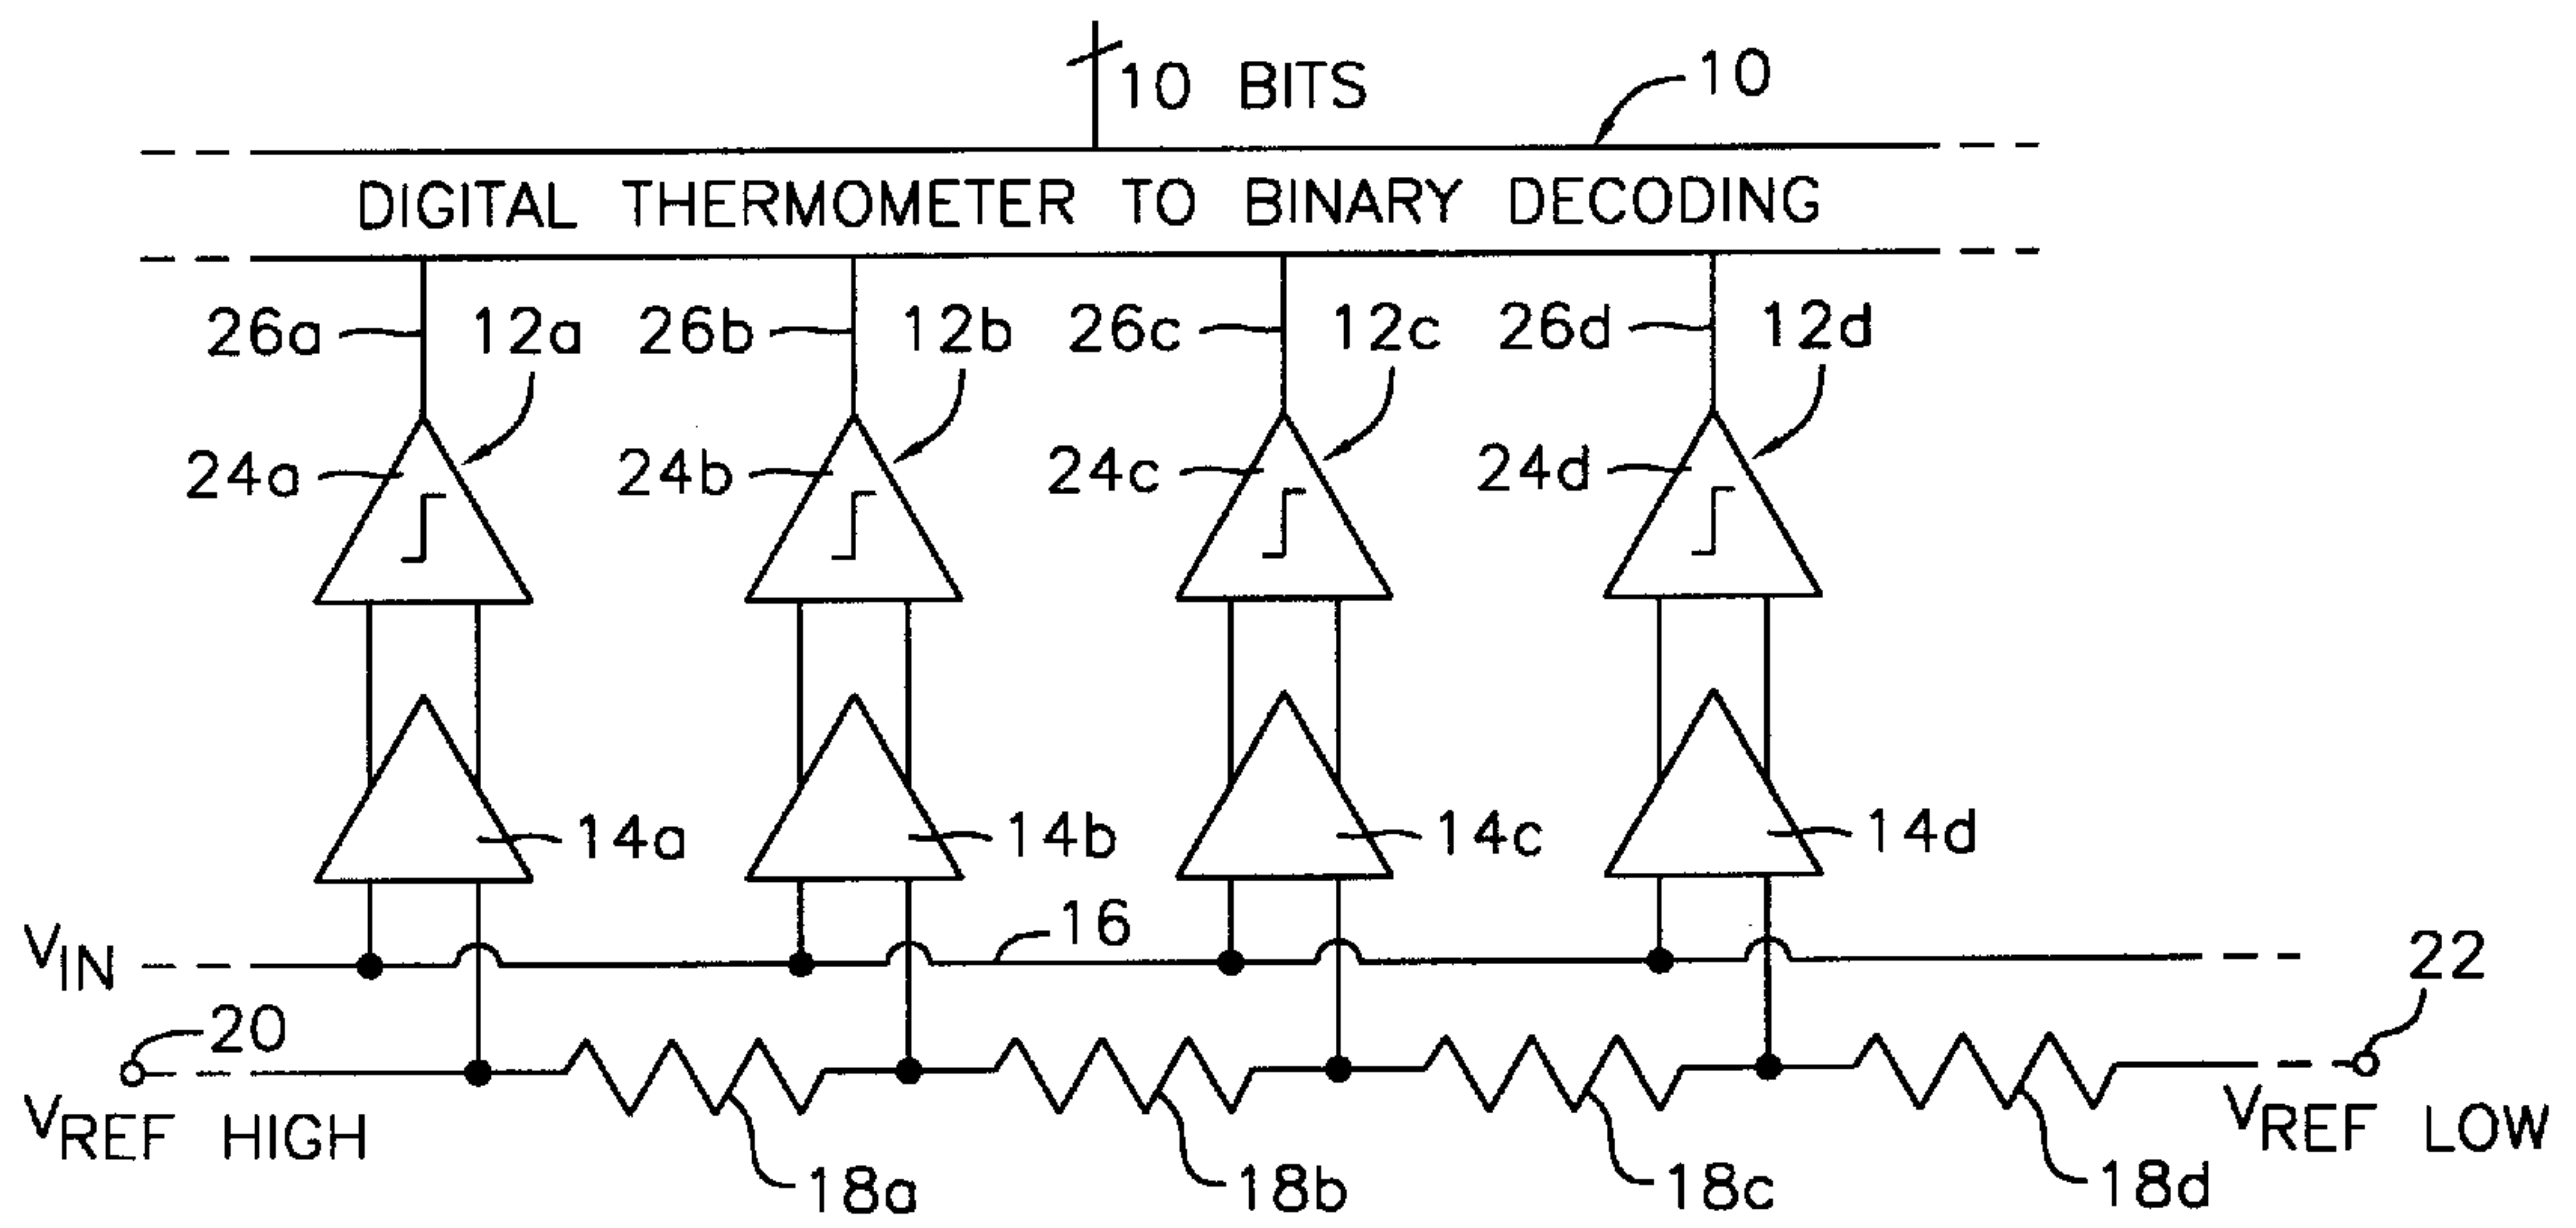 10 BITS
10
DIGITAL THERMOMETER TO BINARY DECODING
26a 12a 26b 12b 26c 12c 26d 12d
24a 24b 24c 24d
14a 14b 14c 14d
VIN 16 22
20
VREF HIGH VREF LOW
18a 18b 18c 18d